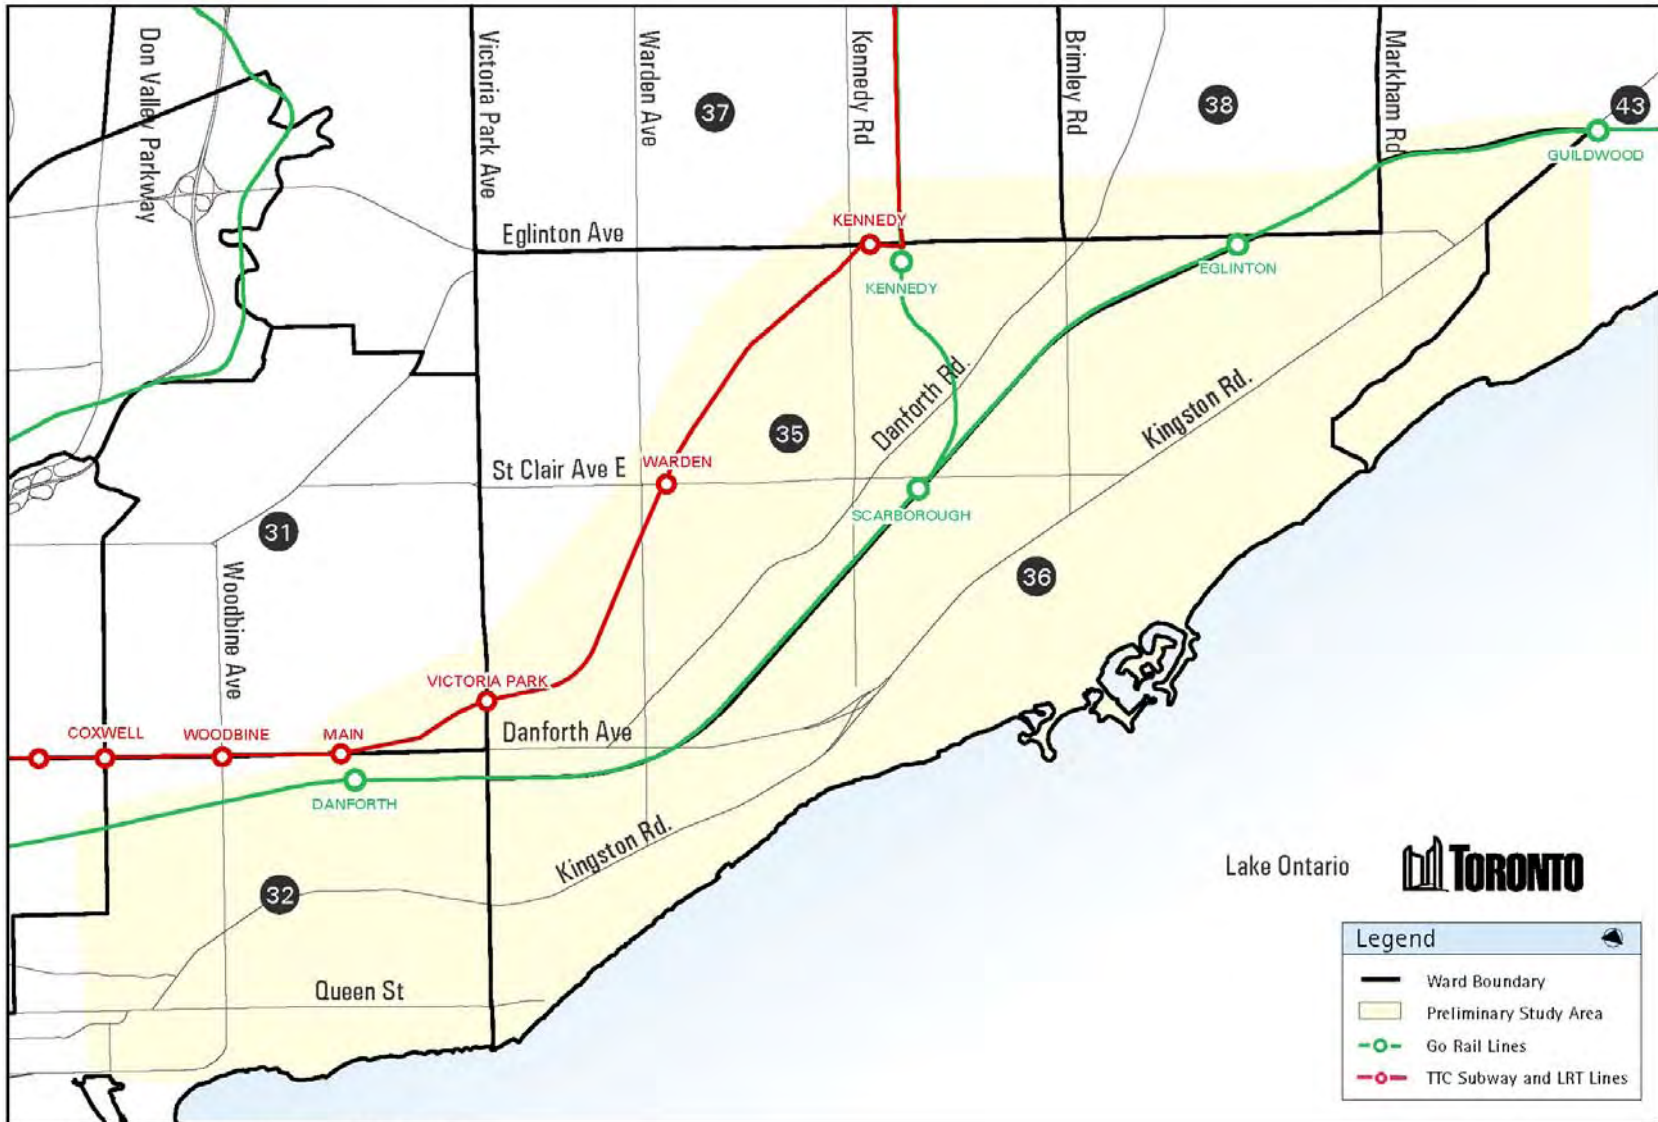 Don Valley Parkway
Victoria Park Ave
Warden Ave
37
Kennedy Rd
Brimley Rd
38
Markham Rd
43
GUILDWOOD
Eglinton Ave
KENNEDY
KENNEDY
EGLINTON
Danforth Rd.
Kingston Rd.
35
St Clair Ave E
WARDEN
SCARBOROUGH
31
36
Woodbine Ave
VICTORIA PARK
COXWELL
WOODBINE
MAIN
Danforth Ave
DANFORTH
Kingston Rd.
32
Queen St
Lake Ontario
TORONTO
Legend
Ward Boundary
Preliminary Study Area
Go Rail Lines
TTC Subway and LRT Lines